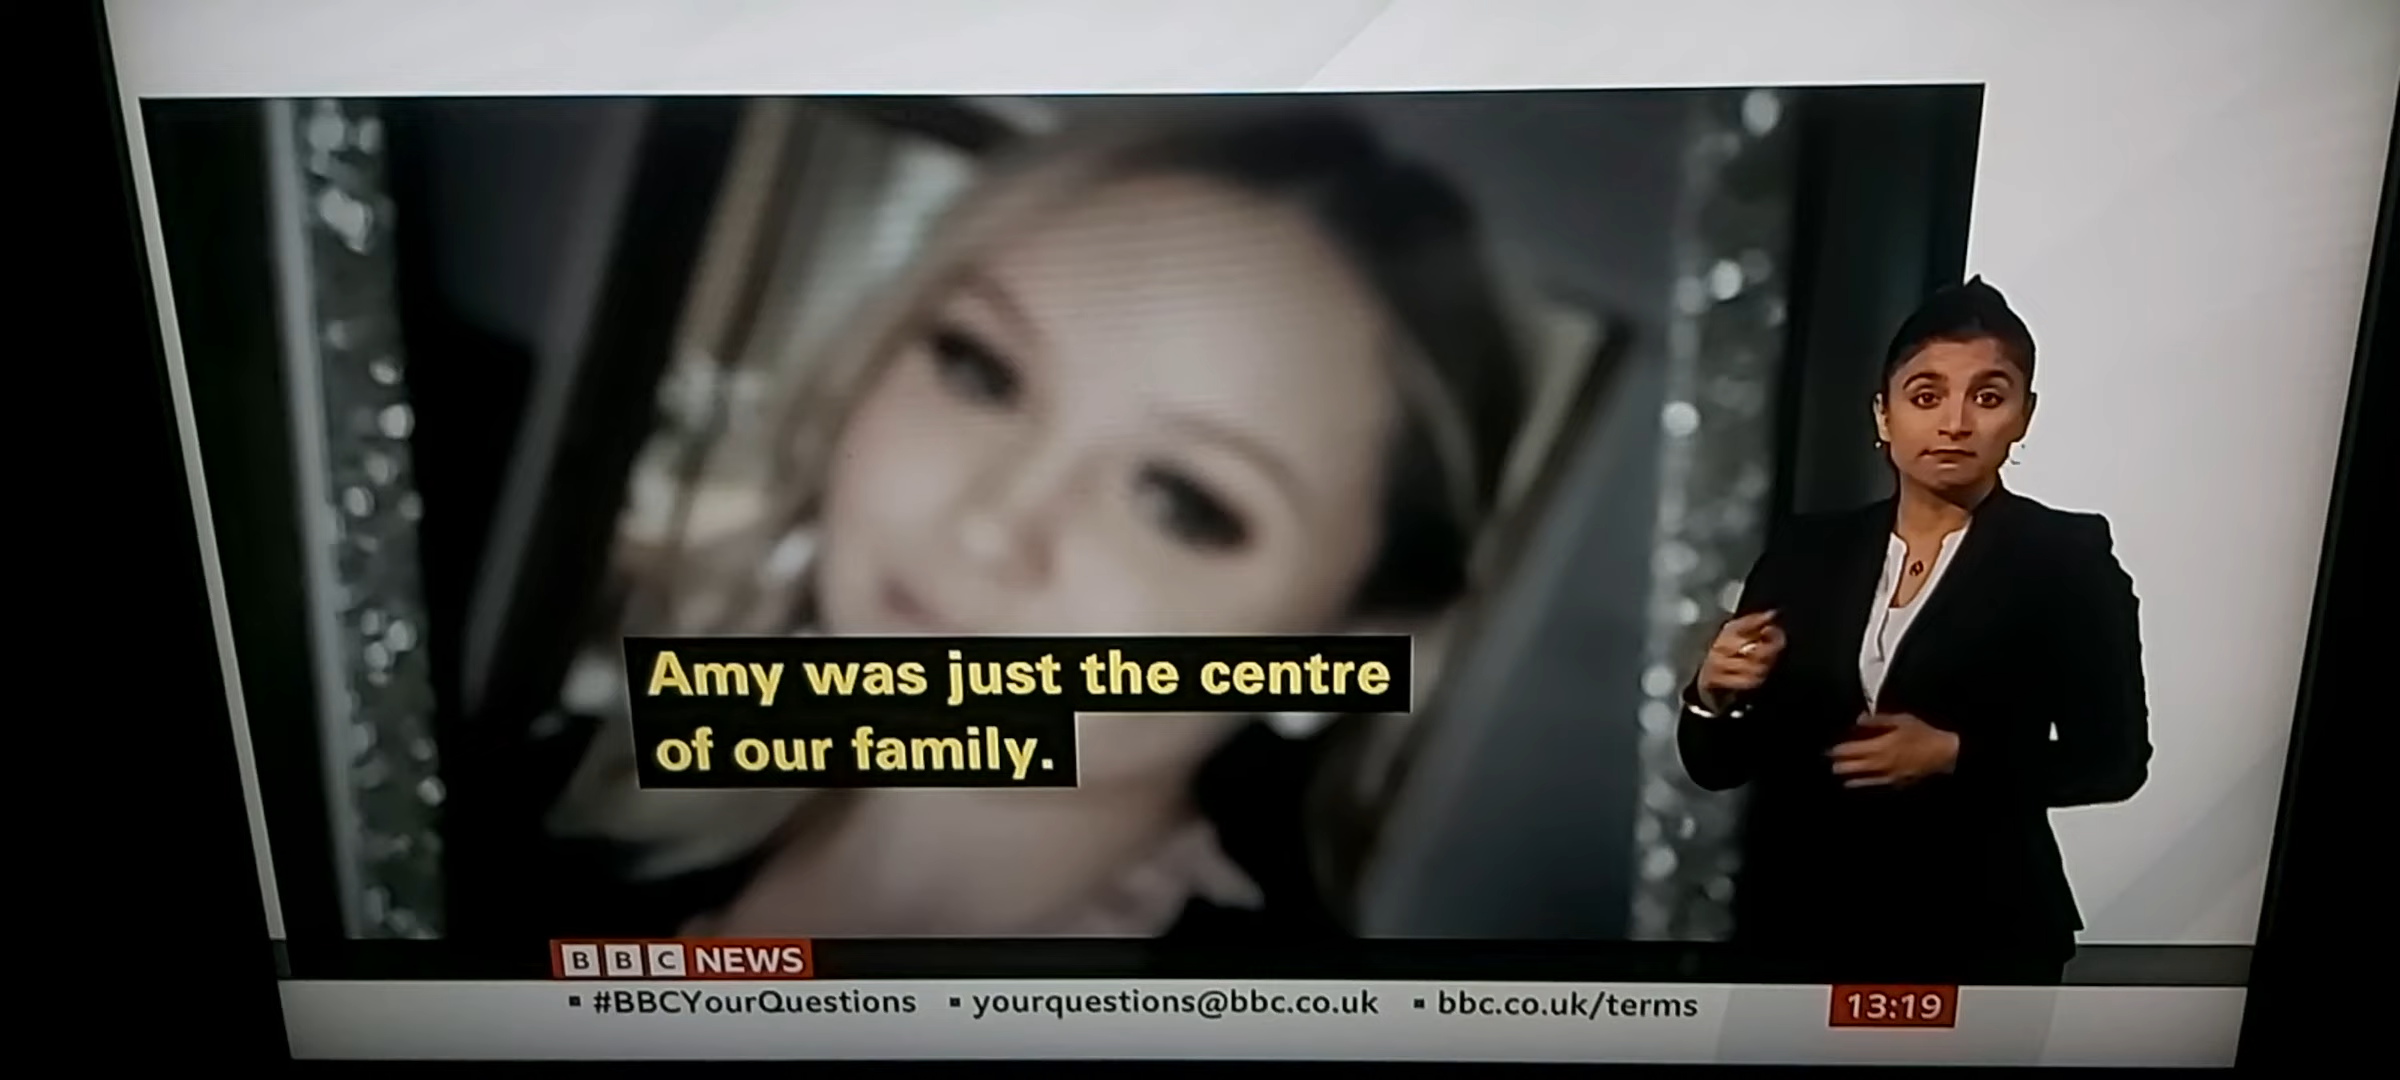 Amy was just the centre
of our family.
BBC NEWS
#BBCYourQuestions yourquestions@bbc.co.uk bbc.co.uk/terms 13:19